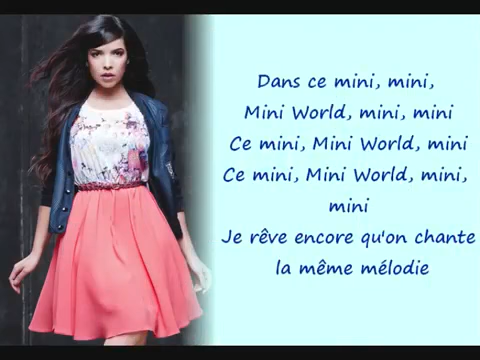 Dans ce mini, mini,
Mini World, mini, mini
Ce mini, Mini World, mini
Ce mini, Mini World, mini,
mini
Je rêve encore qu'on chante
la même mélodie